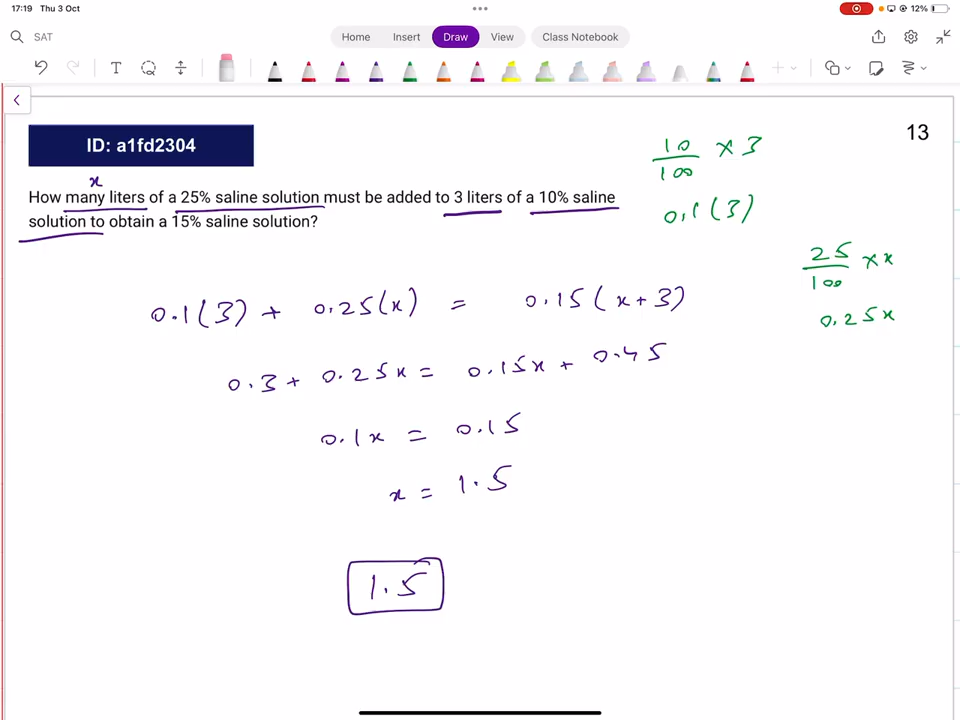 17:19 Thu 3 Oct
12%
SAT
Home Insert Draw View Class Notebook
13
ID: a1fd2304
x
How many liters of a 25% saline solution must be added to 3 liters of a 10% saline
solution to obtain a 15% saline solution?
10/100 × 3
0.1(3)
25/100 × x
0.25x
0.1(3) + 0.25(x) = 0.15(x+3)
0.3 + 0.25x = 0.15x + 0.45
0.1x = 0.15
x = 1.5
1.5